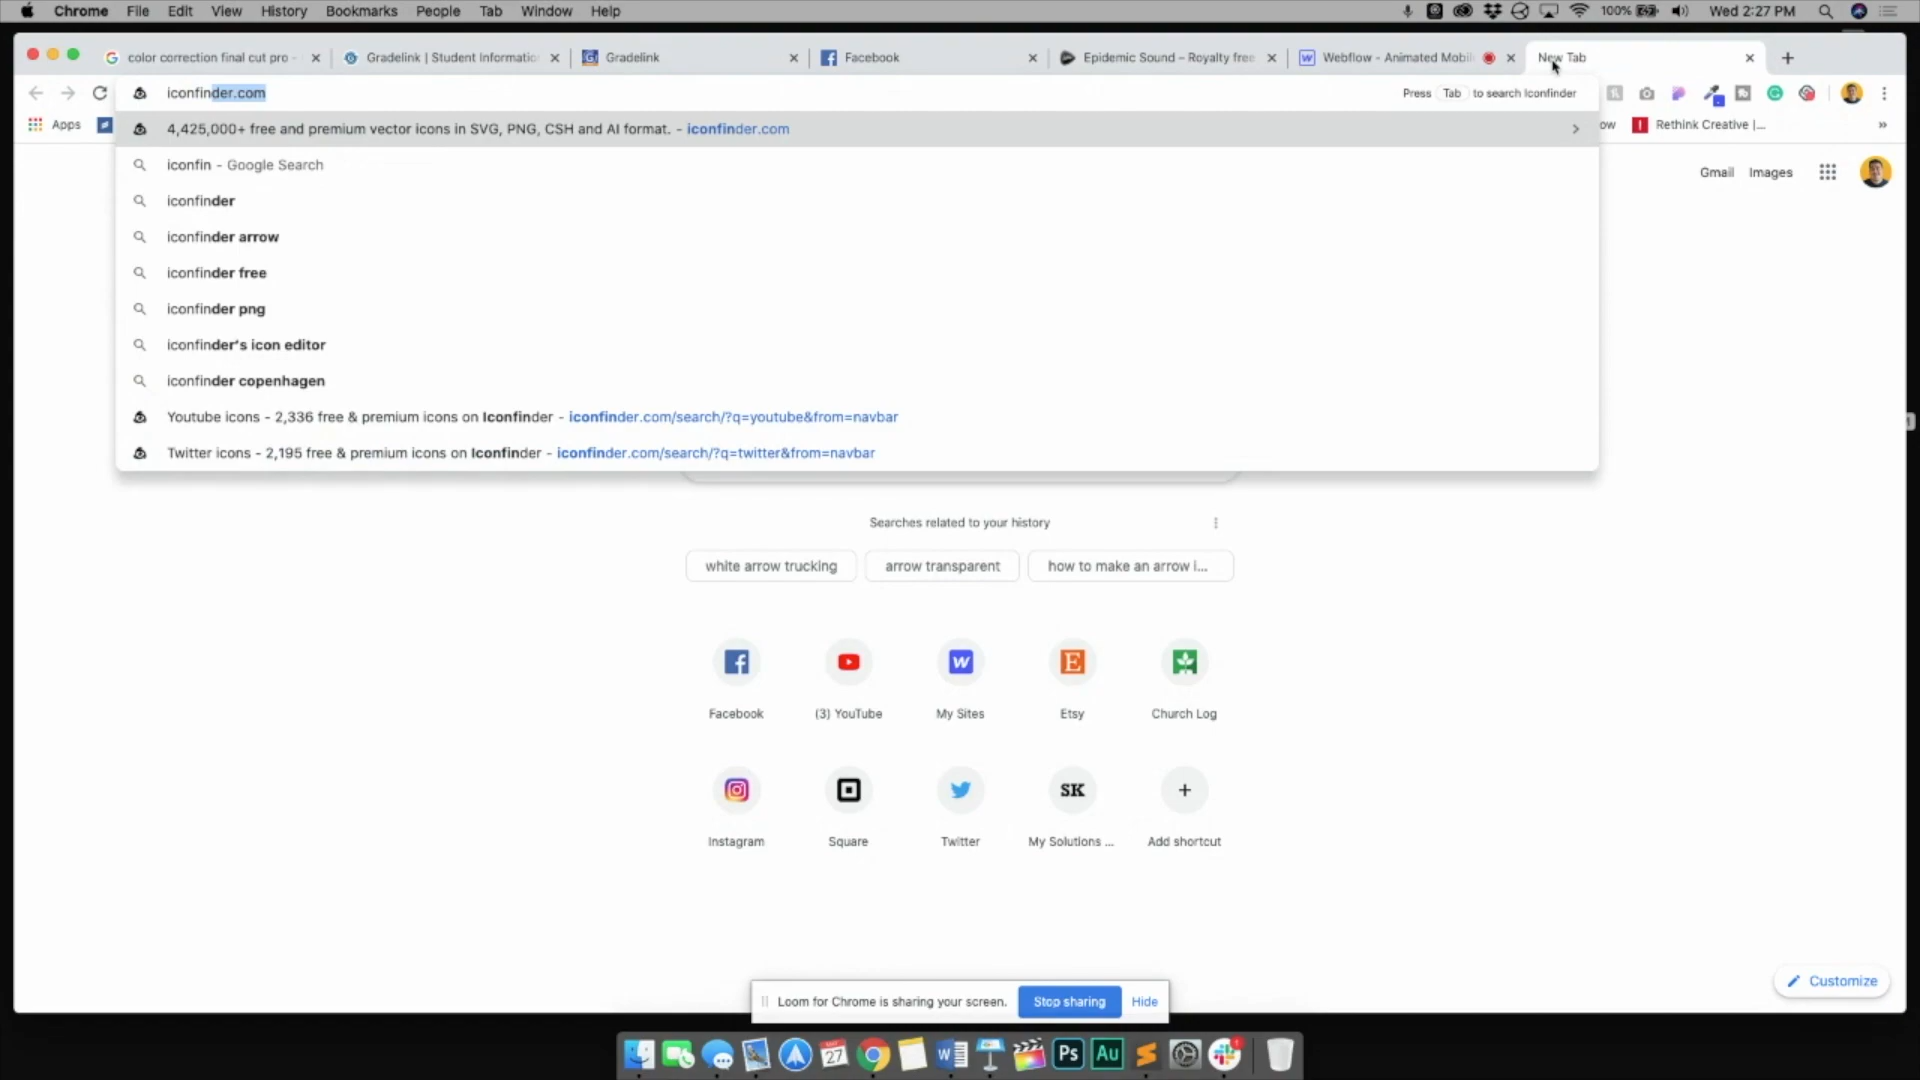 Chrome File Edit View History Bookmarks People Tab Window Help 100% Wed 2:27 PM
color correction final cut pro - Gradelink | Student Informatio Gradelink Facebook Epidemic Sound – Royalty free Webflow - Animated Mobil New Tab
iconfinder.com Press Tab to search Iconfinder
Apps ow Rethink Creative |...
4,425,000+ free and premium vector icons in SVG, PNG, CSH and AI format. - iconfinder.com
iconfin - Google Search
Gmail Images
iconfinder
iconfinder arrow
iconfinder free
iconfinder png
iconfinder's icon editor
iconfinder copenhagen
Youtube icons - 2,336 free & premium icons on Iconfinder - iconfinder.com/search/?q=youtube&from=navbar
Twitter icons - 2,195 free & premium icons on Iconfinder - iconfinder.com/search/?q=twitter&from=navbar
Searches related to your history
white arrow trucking arrow transparent how to make an arrow i...
Facebook (3) YouTube My Sites Etsy Church Log
SK
Instagram Square Twitter My Solutions ... Add shortcut
Customize
Loom for Chrome is sharing your screen. Stop sharing Hide
27 W Ps Au